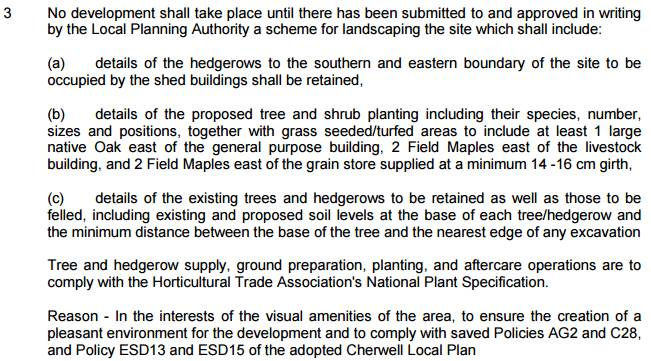 3 No development shall take place until there has been submitted to and approved in writing
by the Local Planning Authority a scheme for landscaping the site which shall include:
(a) details of the hedgerows to the southern and eastern boundary of the site to be
occupied by the shed buildings shall be retained,
(b) details of the proposed tree and shrub planting including their species, number,
sizes and positions, together with grass seeded/turfed areas to include at least 1 large
native Oak east of the general purpose building, 2 Field Maples east of the livestock
building, and 2 Field Maples east of the grain store supplied at a minimum 14 -16 cm girth,
(c) details of the existing trees and hedgerows to be retained as well as those to be
felled, including existing and proposed soil levels at the base of each tree/hedgerow and
the minimum distance between the base of the tree and the nearest edge of any excavation
Tree and hedgerow supply, ground preparation, planting, and aftercare operations are to
comply with the Horticultural Trade Association's National Plant Specification.
Reason - In the interests of the visual amenities of the area, to ensure the creation of a
pleasant environment for the development and to comply with saved Policies AG2 and C28,
and Policy ESD13 and ESD15 of the adopted Cherwell Local Plan